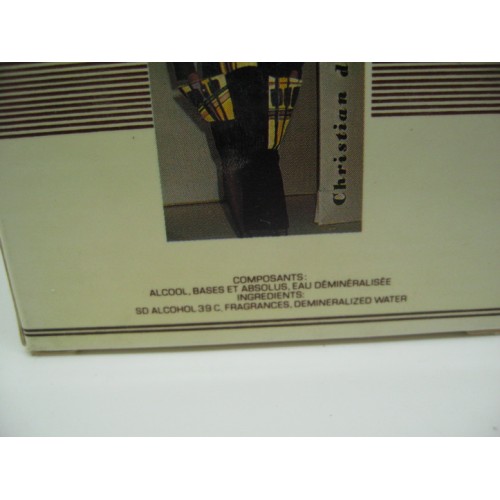 Christian d
COMPOSANTS:
ALCOOL, BASES ET ABSOLUS, EAU DÉMINÉRALISÉE
INGREDIENTS:
SD ALCOHOL 39 C, FRAGRANCES, DEMINERALIZED WATER